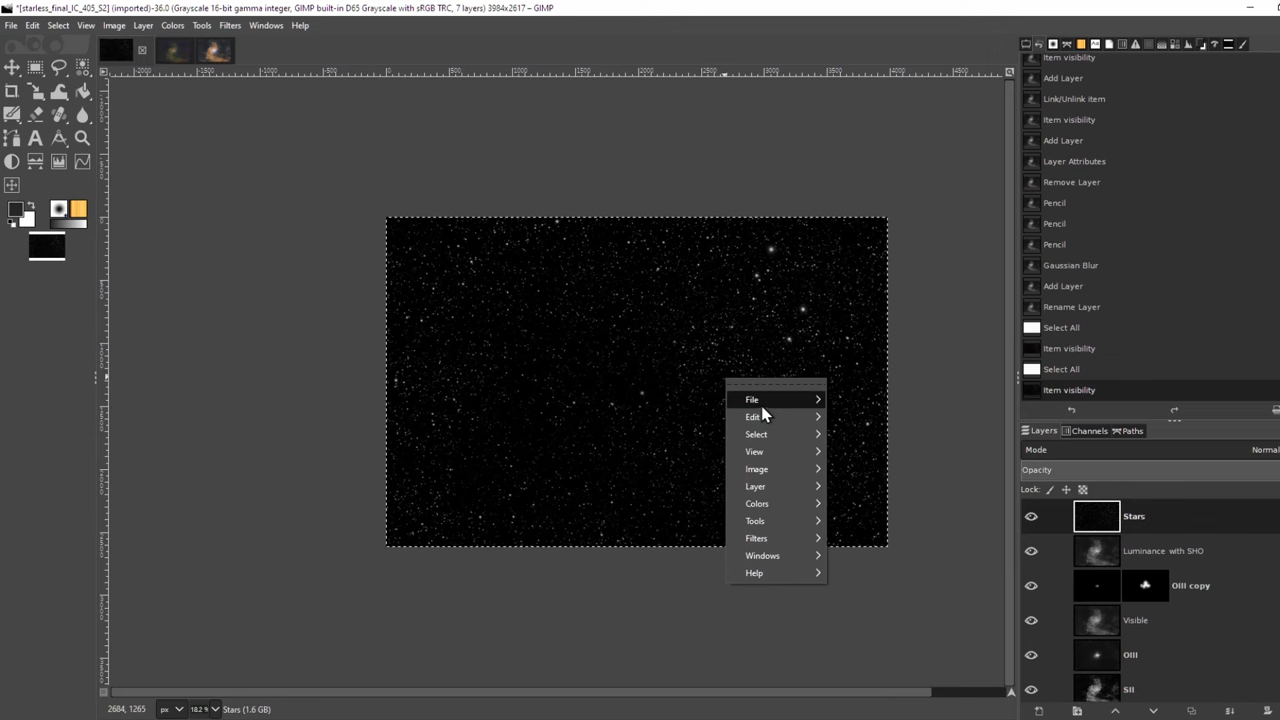 *[starless_final_IC_405_S2] (imported)-36.0 (Grayscale 16-bit gamma integer, GIMP built-in D65 Grayscale with sRGB TRC, 7 layers) 3984x2617 – GIMP
File Edit Select View Image Layer Colors Tools Filters Windows Help
Item visibility
Add Layer
Link/Unlink item
Item visibility
Add Layer
Layer Attributes
Remove Layer
Pencil
Pencil
Pencil
Gaussian Blur
Add Layer
Rename Layer
Select All
Item visibility
Select All
Item visibility
File
Edit
Select
View
Image
Layer
Colors
Tools
Filters
Windows
Help
Layers Channels Paths
Mode Normal
Opacity
Lock:
Stars
Luminance with SHO
OIII copy
Visible
OIII
SII
2684, 1265 px 18.2 % Stars (1.6 GB)